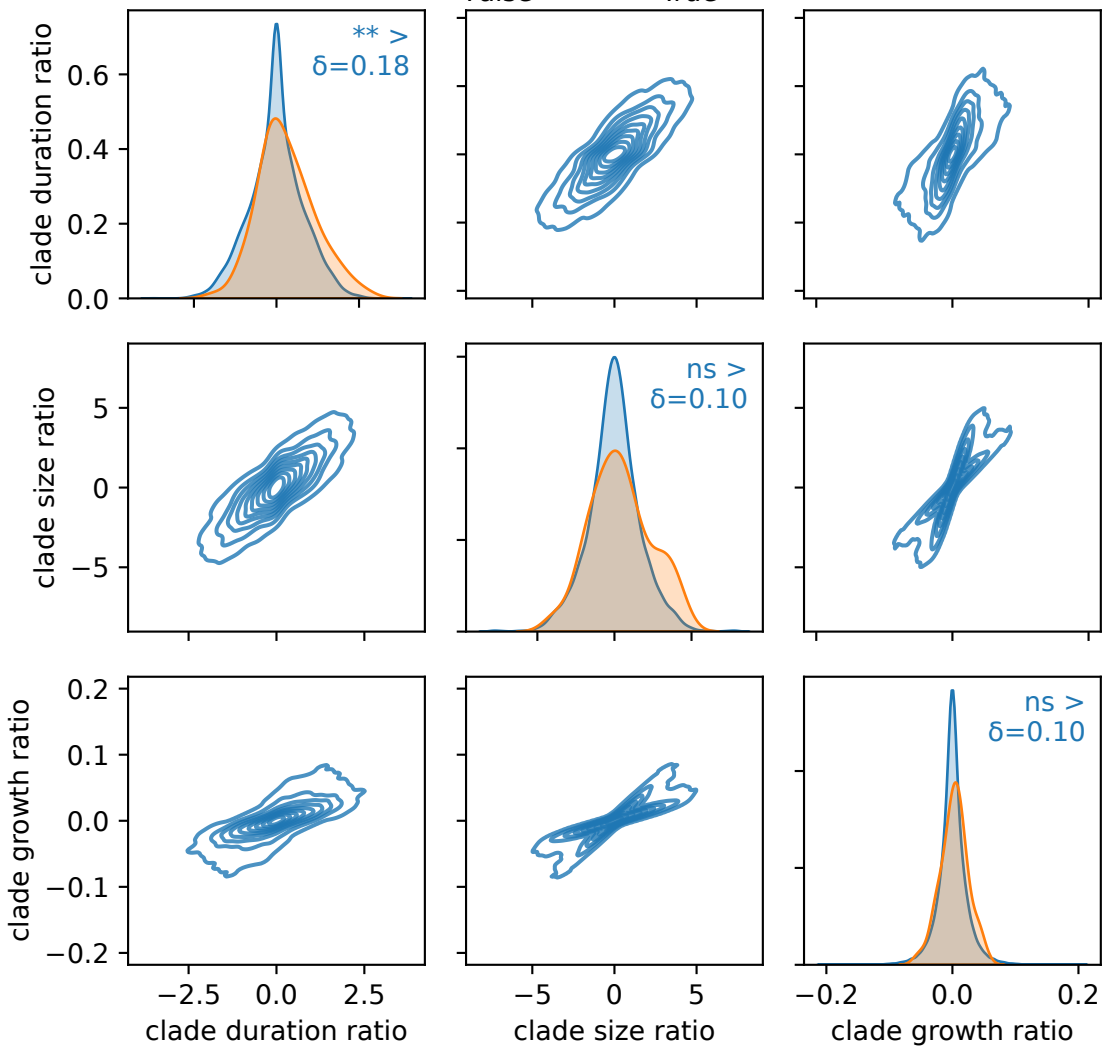 ** >
δ=0.18
clade duration ratio
0.6
0.4
0.2
0.0
ns >
δ=0.10
clade size ratio
5
0
−5
ns >
δ=0.10
clade growth ratio
0.2
0.1
0.0
−0.1
−0.2
−2.5 0.0 2.5
−5 0 5
−0.2 0.0 0.2
clade duration ratio
clade size ratio
clade growth ratio